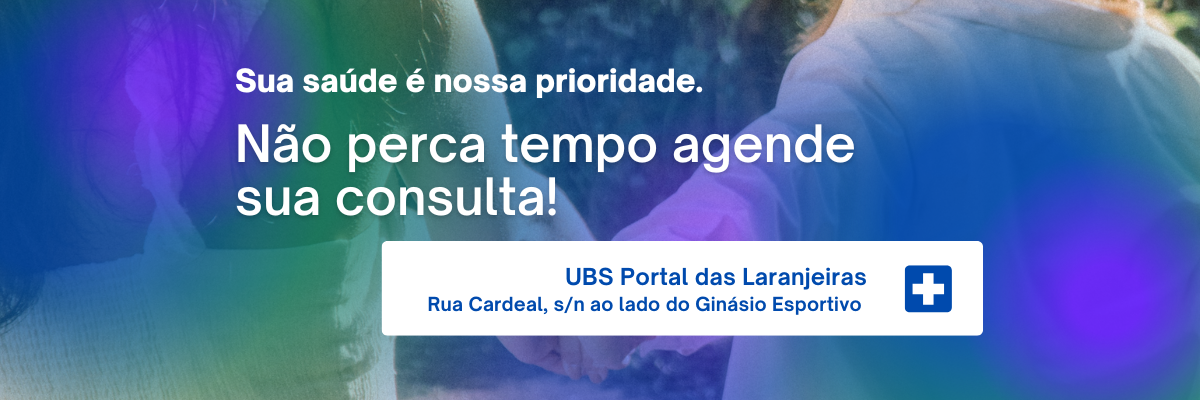 Sua saúde é nossa prioridade.
Não perca tempo agende
sua consulta!
UBS Portal das Laranjeiras
Rua Cardeal, s/n ao lado do Ginásio Esportivo